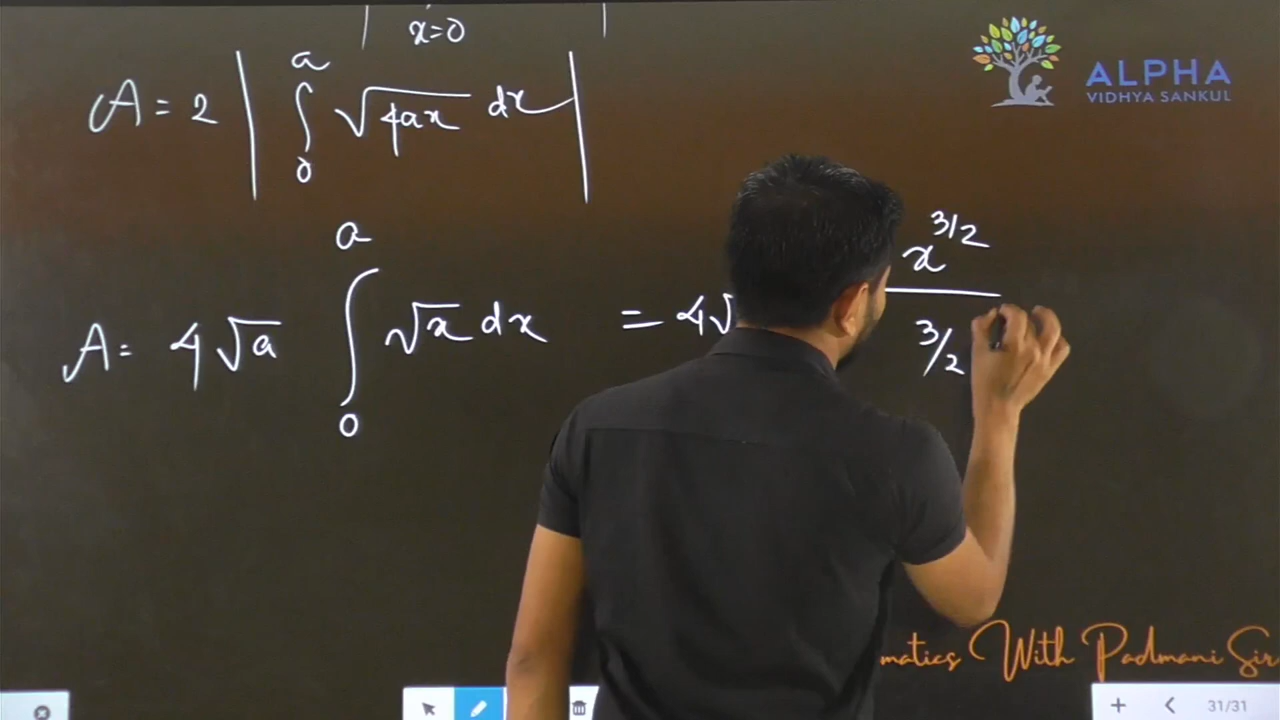 x=0
ALPHA
VIDHYA SANKUL
A = 2 | ∫₀ᵃ √4ax dx |
A = 4√a ∫₀ᵃ √x dx = 4√ x^3/2 / 3/2
matics With Padmani Sir
31/31